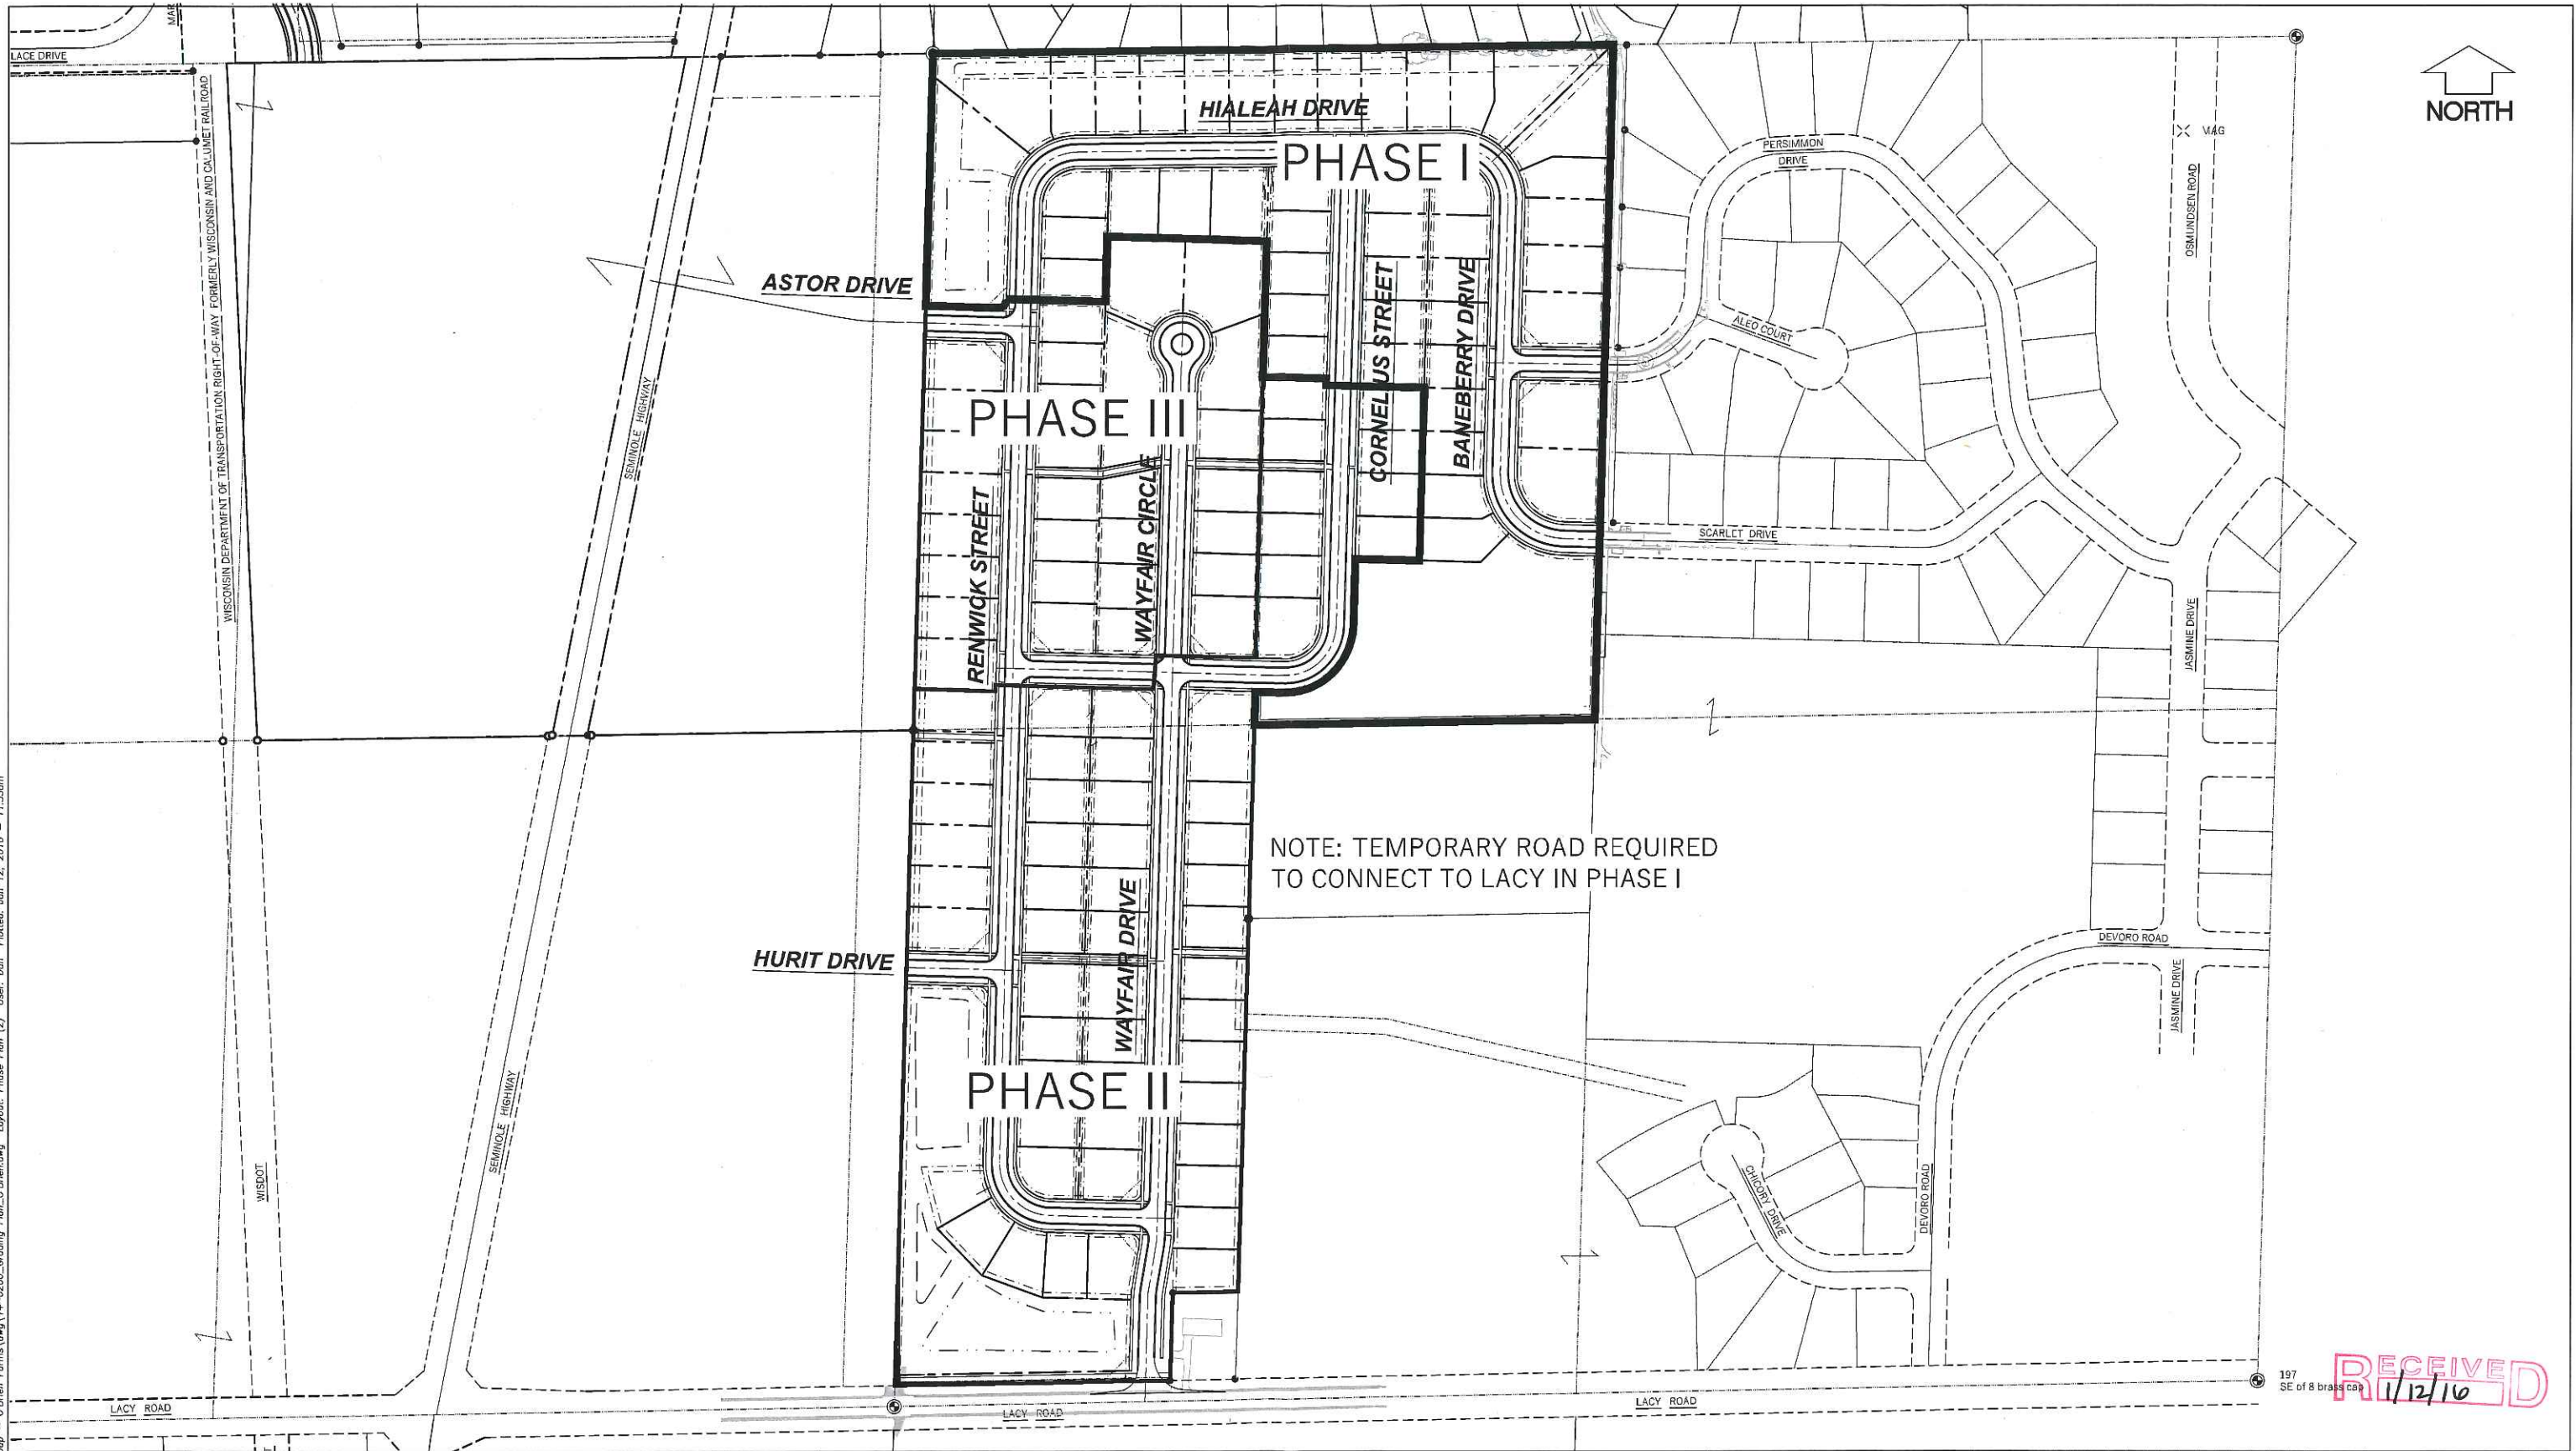 MAR
LACE DRIVE
NORTH
HIALEAH DRIVE
PHASE I
MAG
PERSIMMON
DRIVE
WISCONSIN DEPARTMENT OF TRANSPORTATION RIGHT-OF-WAY FORMERLY WISCONSIN AND CALUMET RAILROAD
OSMUNDSEN ROAD
ASTOR DRIVE
CORNELIUS STREET
BANEBERRY DRIVE
ALEO COURT
SEMINOLE HIGHWAY
PHASE III
RENWICK STREET
WAYFAIR CIRCLE
SCARLET DRIVE
JASMINE DRIVE
NOTE: TEMPORARY ROAD REQUIRED
TO CONNECT TO LACY IN PHASE I
WAYFAIR DRIVE
DEVORO ROAD
HURIT DRIVE
JASMINE DRIVE
PHASE II
SEMINOLE HIGHWAY
WISDOT
CHICORY DRIVE
DEVORO ROAD
197
SE of 8 brass cap
RECEIVED
1/12/16
LACY ROAD
LACY ROAD
LACY ROAD